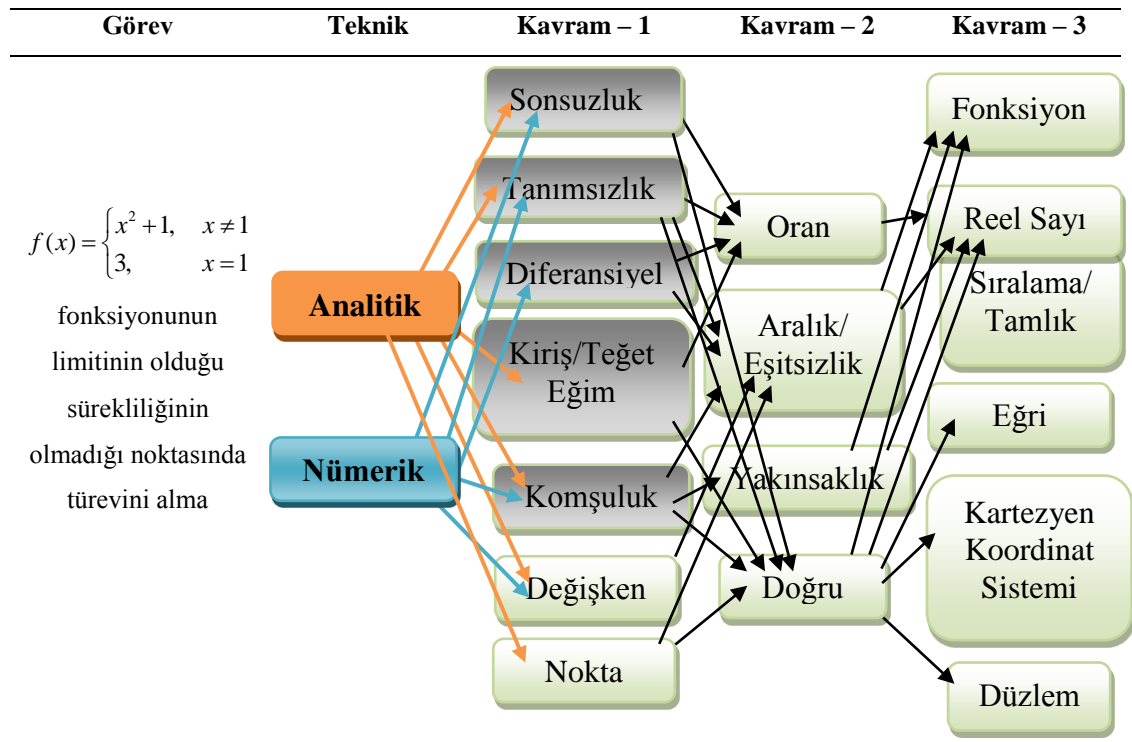 Görev Teknik Kavram – 1 Kavram – 2 Kavram – 3
f(x) = {x² +1, x ≠ 1
3, x = 1
fonksiyonunun
limitinin olduğu
sürekliliğinin
olmadığı noktasında
türevini alma
Analitik
Nümerik
Sonsuzluk
Tanımsızlık
Diferansiyel
Kiriş/Teğet
Eğim
Komşuluk
Değişken
Nokta
Oran
Aralık/
Eşitsizlik
Yakınsaklık
Doğru
Fonksiyon
Reel Sayı
Sıralama/
Tamlık
Eğri
Kartezyen
Koordinat
Sistemi
Düzlem